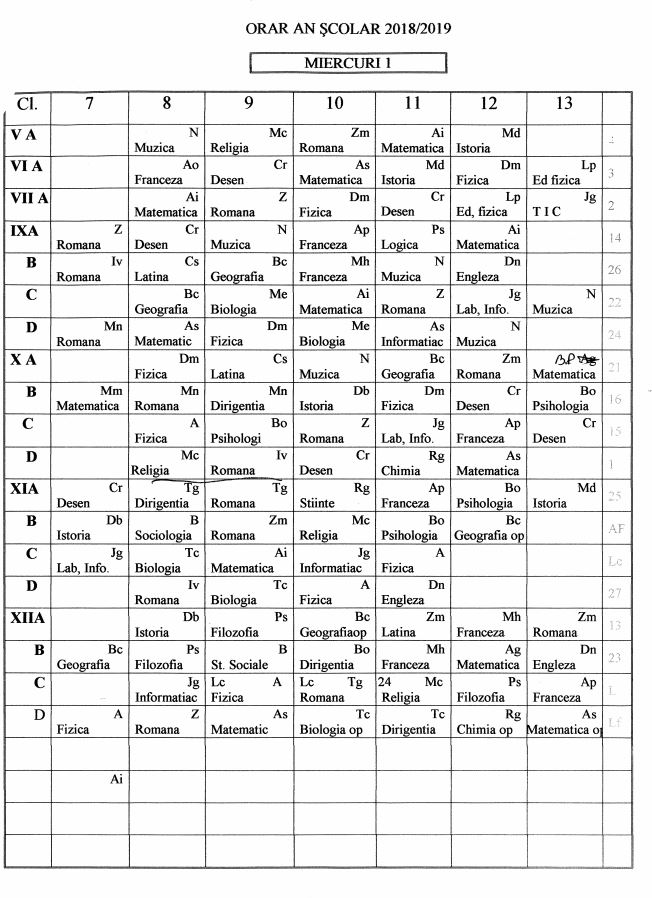 ORAR AN ŞCOLAR 2018/2019
MIERCURI 1
Cl. 7 8 9 10 11 12 13
V A N Mc Zm Ai Md
Muzica Religia Romana Matematica Istoria
VI A Ao Cr As Md Dm Lp 3
Franceza Desen Matematica Istoria Fizica Ed fizica
VII A Ai Z Dm Cr Lp Jg 2
Matematica Romana Fizica Desen Ed, fizica T I C
IXA Z Cr N Ap Ps Ai 14
Romana Desen Muzica Franceza Logica Matematica
B Iv Cs Bc Mh N Dn 26
Romana Latina Geografia Franceza Muzica Engleza
C Bc Me Ai Z Jg N 22
Geografia Biologia Matematica Romana Lab, Info. Muzica
D Mn As Dm Me As N 24
Romana Matematic Fizica Biologia Informatiac Muzica
X A Dm Cs N Bc Zm 21
Fizica Latina Muzica Geografia Romana Matematica
B Mm Mn Mn Db Dm Cr Bo 16
Matematica Romana Dirigentia Istoria Fizica Desen Psihologia
C A Bo Z Jg Ap Cr 15
Fizica Psihologi Romana Lab, Info. Franceza Desen
D Mc Iv Cr Rg As 1
Religia Romana Desen Chimia Matematica
XIA Cr Tg Tg Rg Ap Bo Md 25
Desen Dirigentia Romana Stiinte Franceza Psihologia Istoria
B Db B Zm Mc Bo Bc AF
Istoria Sociologia Romana Religia Psihologia Geografia op
C Jg Tc Ai Jg A Lc
Lab, Info. Biologia Matematica Informatiac Fizica
D Iv Tc A Dn 27
Romana Biologia Fizica Engleza
XIIA Db Ps Bc Zm Mh Zm 13
Istoria Filozofia Geografiaop Latina Franceza Romana
B Bc Ps B Bo Mh Ag Dn 23
Geografia Filozofia St. Sociale Dirigentia Franceza Matematica Engleza
C Jg Lc A Lc Tg 24 Mc Ps Ap L
Informatiac Fizica Romana Religia Filozofia Franceza
D A Z As Tc Tc Rg As Lf
Fizica Romana Matematic Biologia op Dirigentia Chimia op Matematica op
Ai